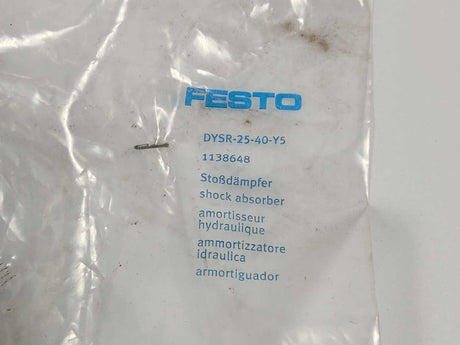 FESTO
DYSR-25-40-Y5
1138648
Stoßdämpfer
shock absorber
amortisseur
hydraulique
ammortizzatore
idraulica
armortiguador